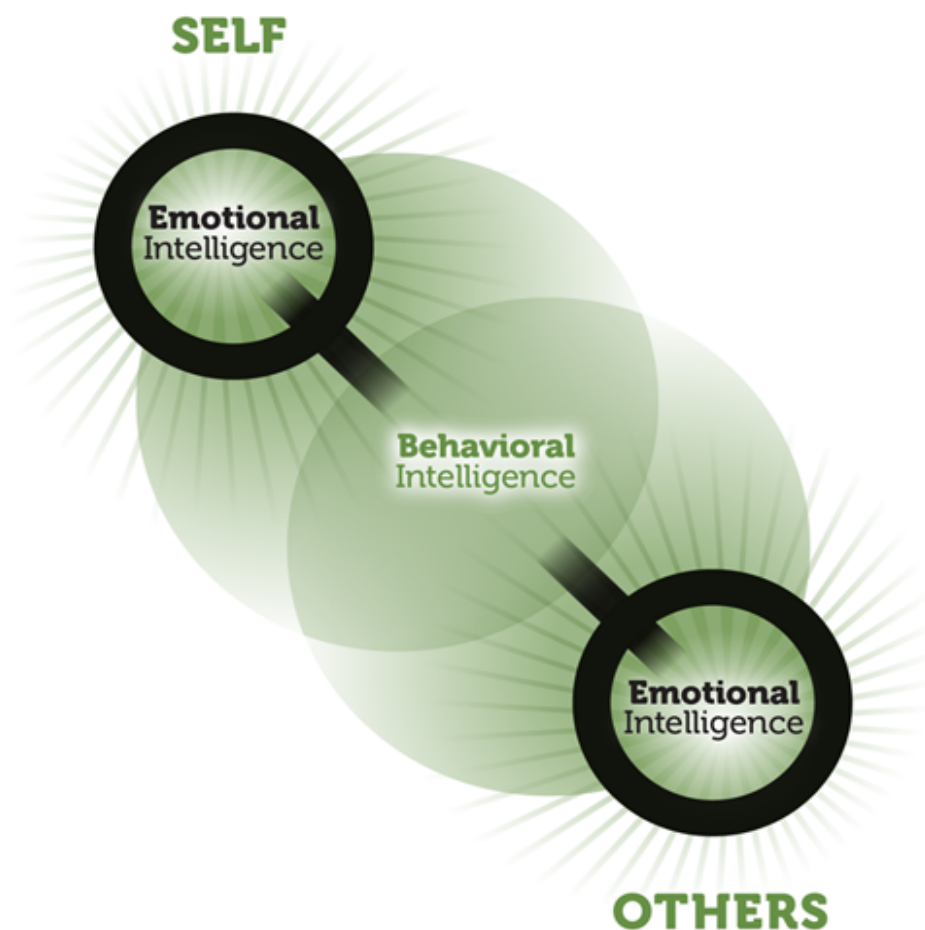 SELF
Emotional
Intelligence
Behavioral
Intelligence
Emotional
Intelligence
OTHERS